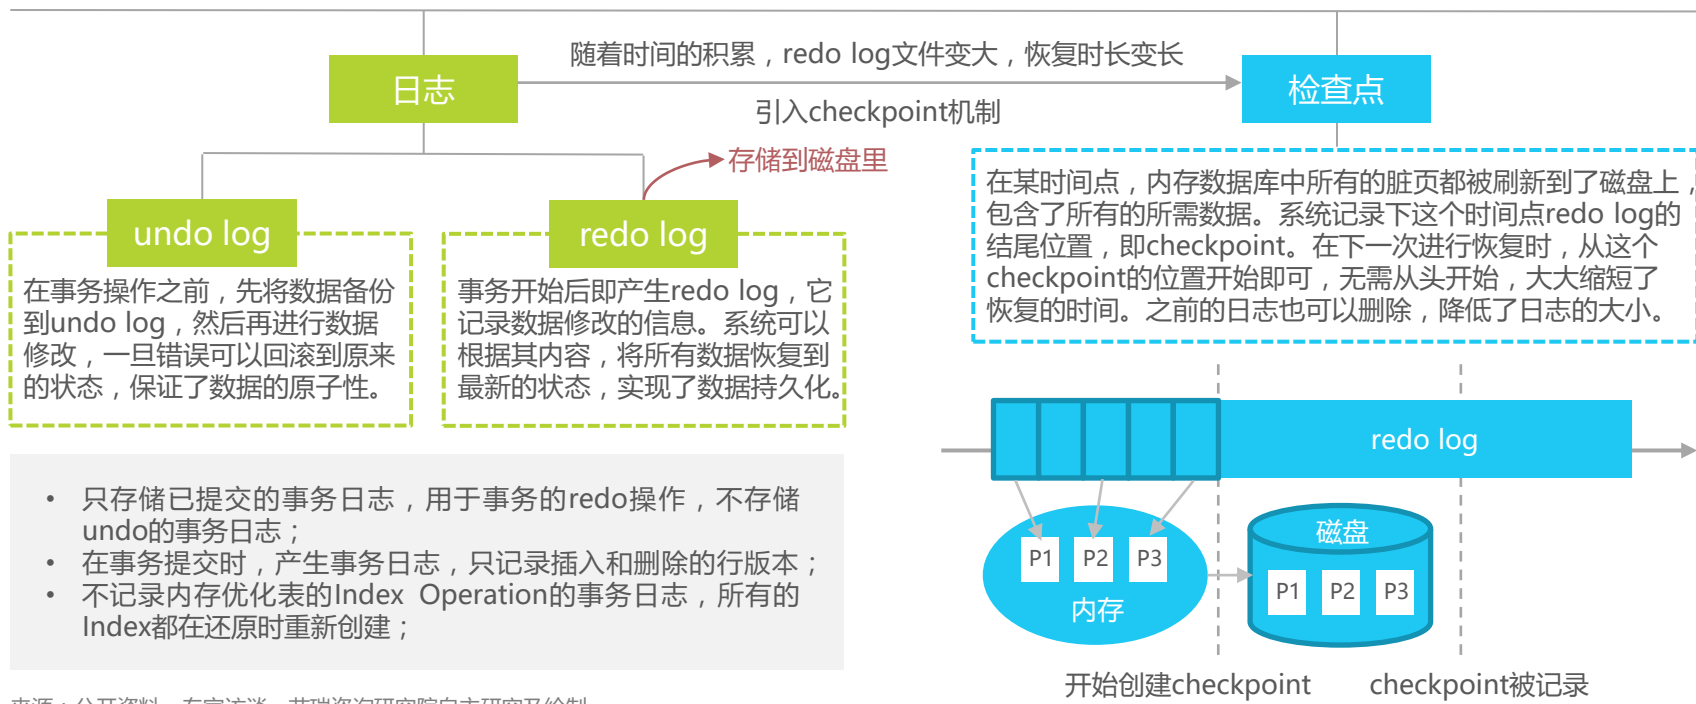 随着时间的积累，redo log文件变大，恢复时长变长
日志
检查点
引入checkpoint机制
存储到磁盘里
undo log
在事务操作之前，先将数据备份
到undo log，然后再进行数据
修改，一旦错误可以回滚到原来
的状态，保证了数据的原子性。
redo log
事务开始后即产生redo log，它
记录数据修改的信息。系统可以
根据其内容，将所有数据恢复到
最新的状态，实现了数据持久化。
在某时间点，内存数据库中所有的脏页都被刷新到了磁盘上，
包含了所有的所需数据。系统记录下这个时间点redo log的
结尾位置，即checkpoint。在下一次进行恢复时，从这个
checkpoint的位置开始即可，无需从头开始，大大缩短了
恢复的时间。之前的日志也可以删除，降低了日志的大小。
• 只存储已提交的事务日志，用于事务的redo操作，不存储
undo的事务日志；
• 在事务提交时，产生事务日志，只记录插入和删除的行版本；
• 不记录内存优化表的Index Operation的事务日志，所有的
Index都在还原时重新创建；
redo log
P1 P2 P3
内存
磁盘
P1 P2 P3
开始创建checkpoint
checkpoint被记录